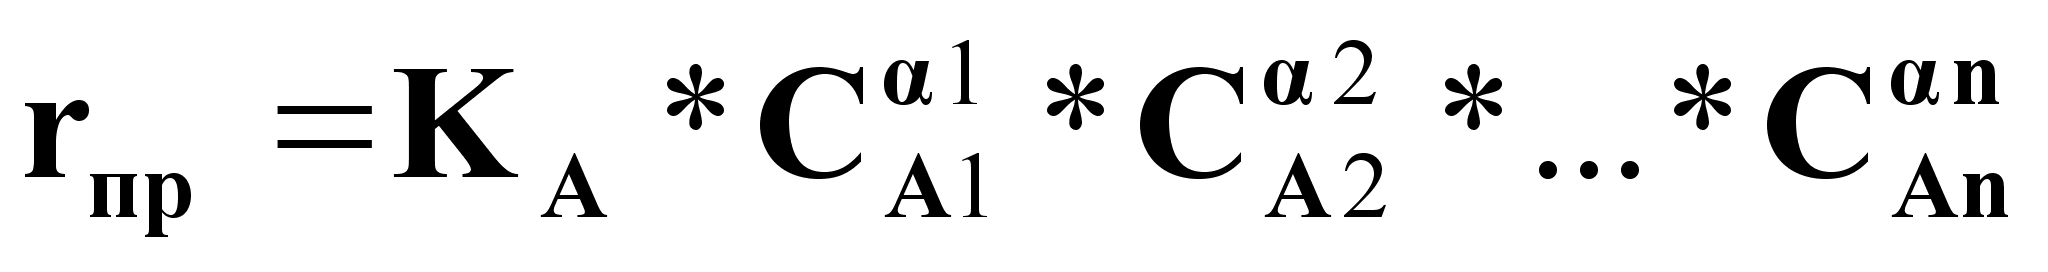 r_пр = K_A * C_A1^α1 * C_A2^α2 * ... * C_An^αn